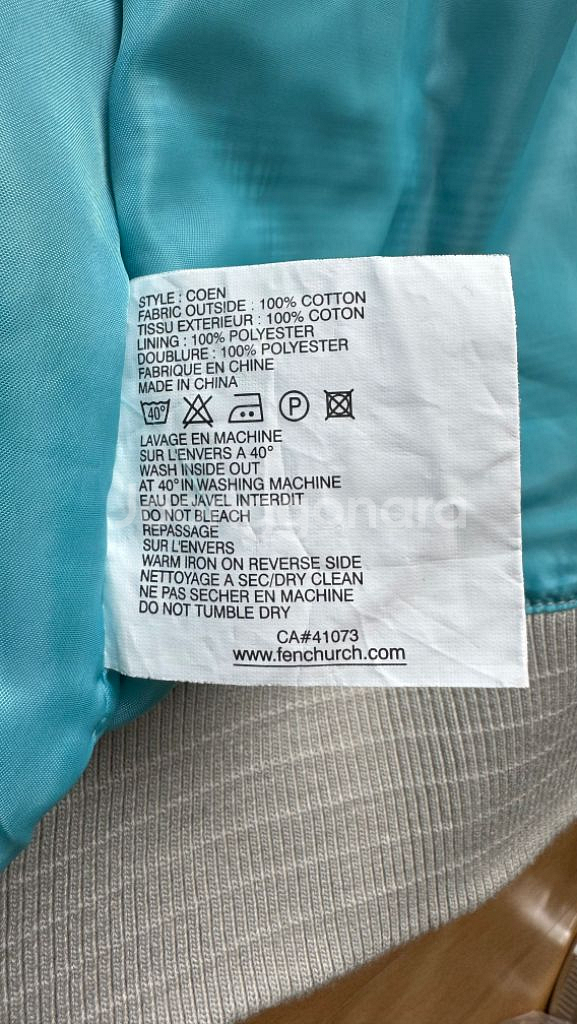 STYLE : COEN
FABRIC OUTSIDE : 100% COTTON
TISSU EXTERIEUR : 100% COTON
LINING : 100% POLYESTER
DOUBLURE : 100% POLYESTER
FABRIQUE EN CHINE
MADE IN CHINA
40° P
LAVAGE EN MACHINE
SUR L'ENVERS A 40°
WASH INSIDE OUT
AT 40° IN WASHING MACHINE
EAU DE JAVEL INTERDIT
DO NOT BLEACH
REPASSAGE
SUR L'ENVERS
WARM IRON ON REVERSE SIDE
NETTOYAGE A SEC/DRY CLEAN
NE PAS SECHER EN MACHINE
DO NOT TUMBLE DRY
CA#41073
www.fenchurch.com